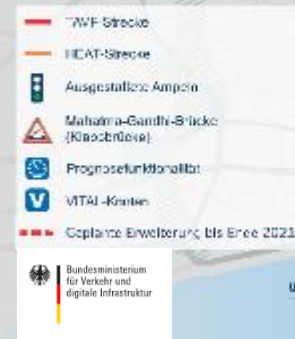 TAVF-Strecke
HEAT-Strecke
Ausgestattete Ampeln
Mahatma-Gandhi-Brücke
(Klappbrücke)
Prognosefunktionalität
V VITAL-Knoten
Geplante Erweiterung bis Ende 2021
Bundesministerium
für Verkehr und
digitale Infrastruktur